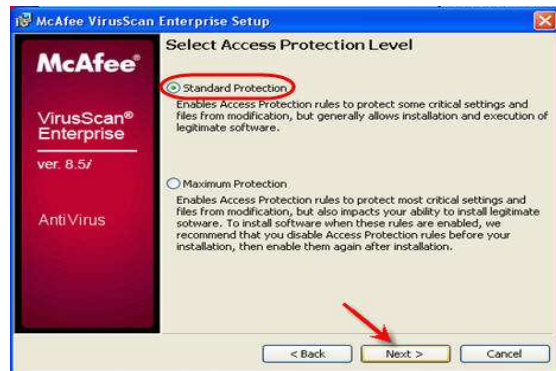 McAfee VirusScan Enterprise Setup
Select Access Protection Level
McAfee®
VirusScan®
Enterprise
ver. 8.5i
AntiVirus
Standard Protection
Enables Access Protection rules to protect some critical settings and
files from modification, but generally allows installation and execution of
legitimate software.
Maximum Protection
Enables Access Protection rules to protect most critical settings and
files from modification, but also impacts your ability to install legitimate
sotware. To install software when these rules are enabled, we
recommend that you disable Access Protection rules before your
installation, then enable them again after installation.
< Back
Next >
Cancel